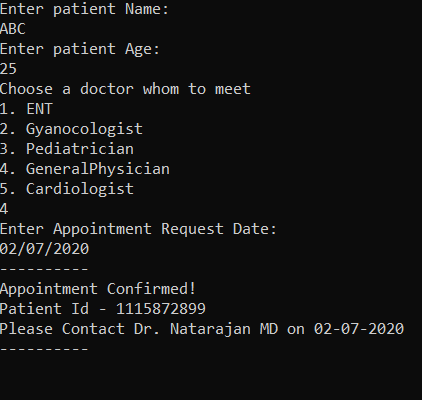 Enter patient Name:
ABC
Enter patient Age:
25
Choose a doctor whom to meet
1. ENT
2. Gyanocologist
3. Pediatrician
4. GeneralPhysician
5. Cardiologist
4
Enter Appointment Request Date:
02/07/2020
----------
Appointment Confirmed!
Patient Id - 1115872899
Please Contact Dr. Natarajan MD on 02-07-2020
----------